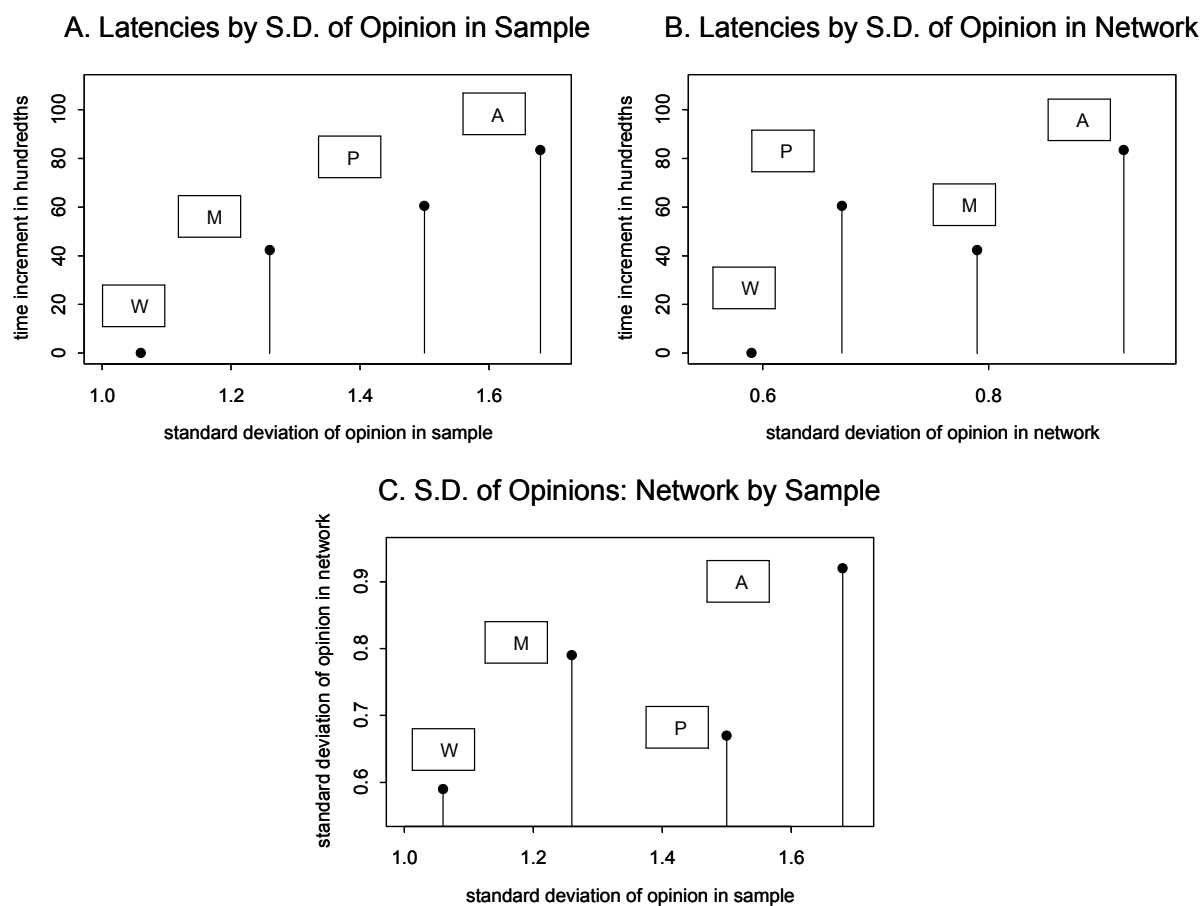 A. Latencies by S.D. of Opinion in Sample
time increment in hundredths
100
80
60
40
20
0
A
P
M
W
1.0 1.2 1.4 1.6
standard deviation of opinion in sample
B. Latencies by S.D. of Opinion in Network
time increment in hundredths
100
80
60
40
20
0
A
P
M
W
0.6 0.8
standard deviation of opinion in network
C. S.D. of Opinions: Network by Sample
standard deviation of opinion in network
0.9
0.8
0.7
0.6
A
M
P
W
1.0 1.2 1.4 1.6
standard deviation of opinion in sample